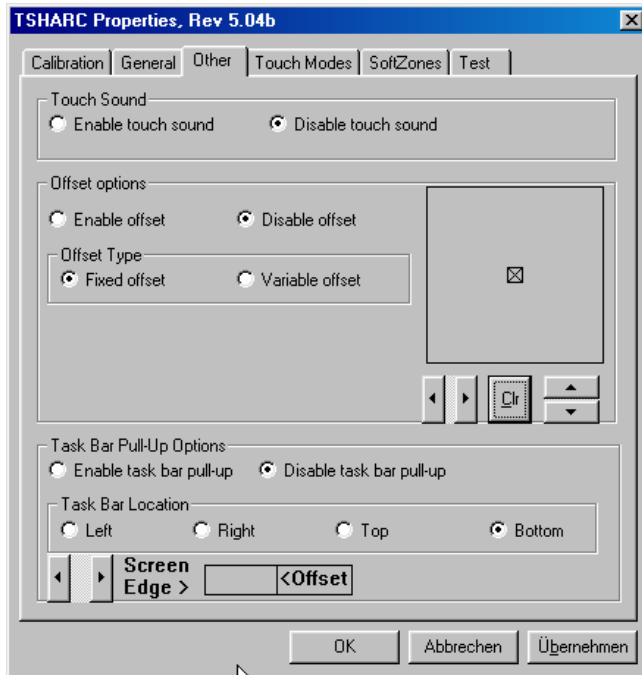 TSHARC Properties, Rev 5.04b
Calibration General Other Touch Modes SoftZones Test
Touch Sound
Enable touch sound Disable touch sound
Offset options
Enable offset Disable offset
Offset Type
Fixed offset Variable offset
Clr
Task Bar Pull-Up Options
Enable task bar pull-up Disable task bar pull-up
Task Bar Location
Left Right Top Bottom
Screen
Edge > <Offset
OK Abbrechen Übernehmen